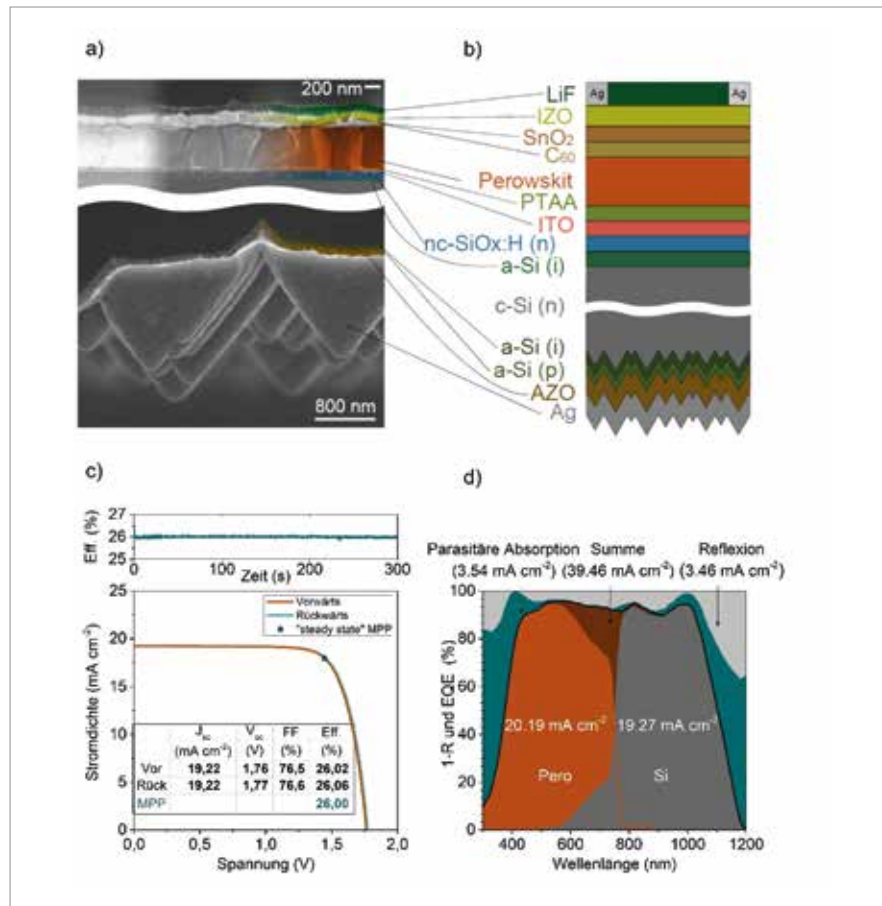 a)
b)
200 nm
Ag
Ag
LiF
IZO
SnO₂
C₆₀
Perowskit
PTAA
ITO
nc-SiOx:H (n)
a-Si (i)
c-Si (n)
a-Si (i)
a-Si (p)
AZO
Ag
800 nm
c)
27
26
25
Eff. (%)
0 100 200 300
Zeit (s)
25
20
15
10
5
0
Stromdichte (mA cm⁻²)
Vorwärts
Rückwärts
"steady state" MPP
Jsc Voc FF Eff.
(mA cm⁻²) (V) (%) (%)
Vor 19,22 1,76 76,5 26,02
Rück 19,22 1,77 76,6 26,06
MPP 26,00
0,0 0,5 1,0 1,5 2,0
Spannung (V)
d)
Parasitäre Absorption Summe Reflexion
(3.54 mA cm⁻²) (39.46 mA cm⁻²) (3.46 mA cm⁻²)
100
80
60
40
20
0
1-R und EQE (%)
20.19 mA cm⁻² 19.27 mA cm⁻²
Pero Si
400 600 800 1000 1200
Wellenlänge (nm)